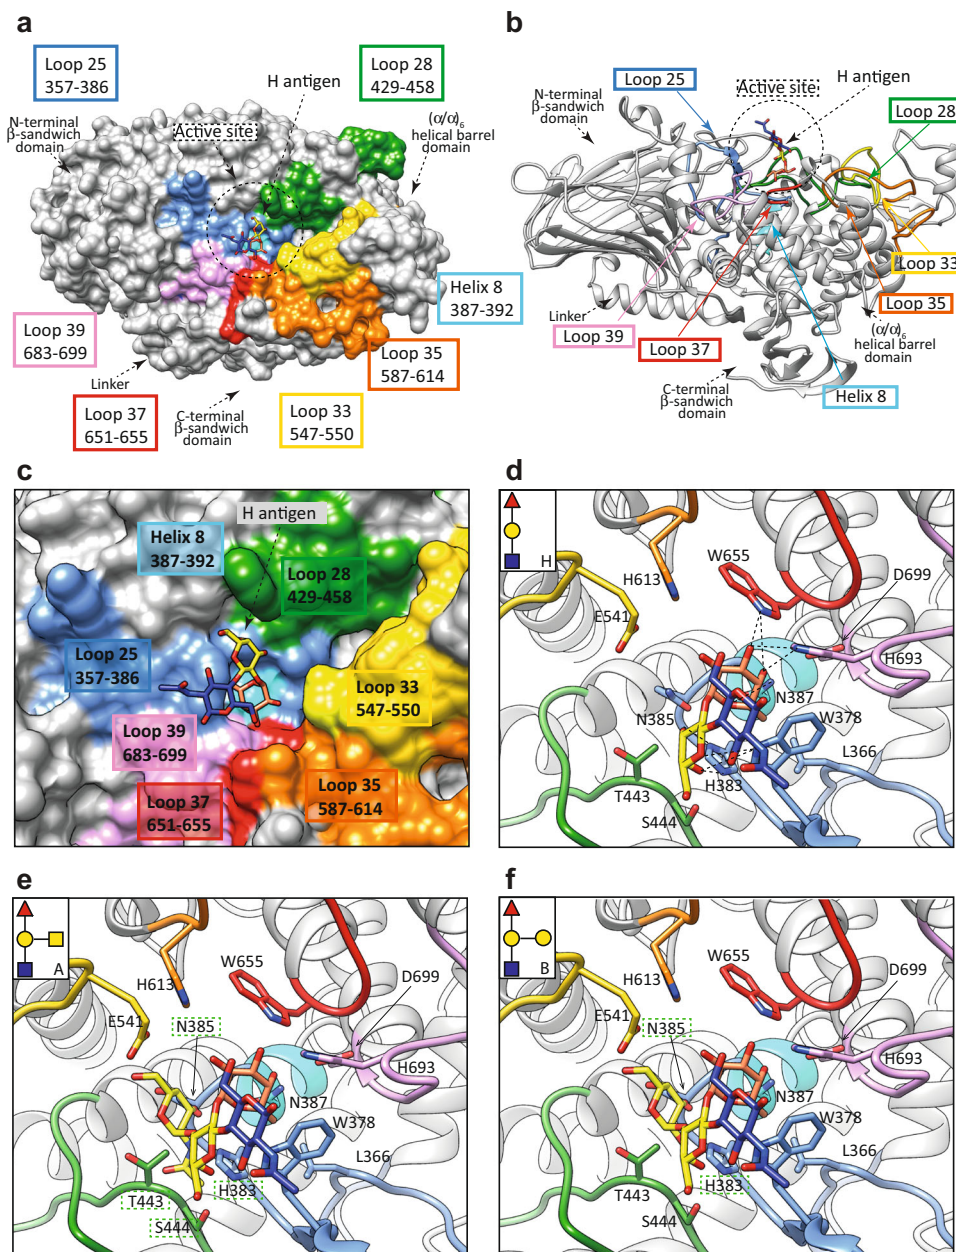 a
Loop 25
357-386
H antigen
Loop 28
429-458
N-terminal
β-sandwich
domain
Active site
(α/α)6
helical barrel
domain
Helix 8
387-392
Loop 39
683-699
Linker
Loop 35
587-614
Loop 37
651-655
C-terminal
β-sandwich
domain
Loop 33
547-550
b
Loop 25
H antigen
Active site
N-terminal
β-sandwich
domain
Loop 28
Loop 33
Loop 35
Linker
Loop 39
Loop 37
(α/α)6
helical barrel
domain
C-terminal
β-sandwich
domain
Helix 8
c
H antigen
Helix 8
387-392
Loop 28
429-458
Loop 25
357-386
Loop 33
547-550
Loop 39
683-699
Loop 37
651-655
Loop 35
587-614
d
H
W655
H613
D699
E541
H693
N387
N385
W378
L366
H383
T443
S444
e
A
W655
H613
D699
E541
N385
H693
N387
W378
L366
H383
T443
S444
f
B
W655
H613
D699
E541
N385
H693
N387
W378
L366
H383
T443
S444